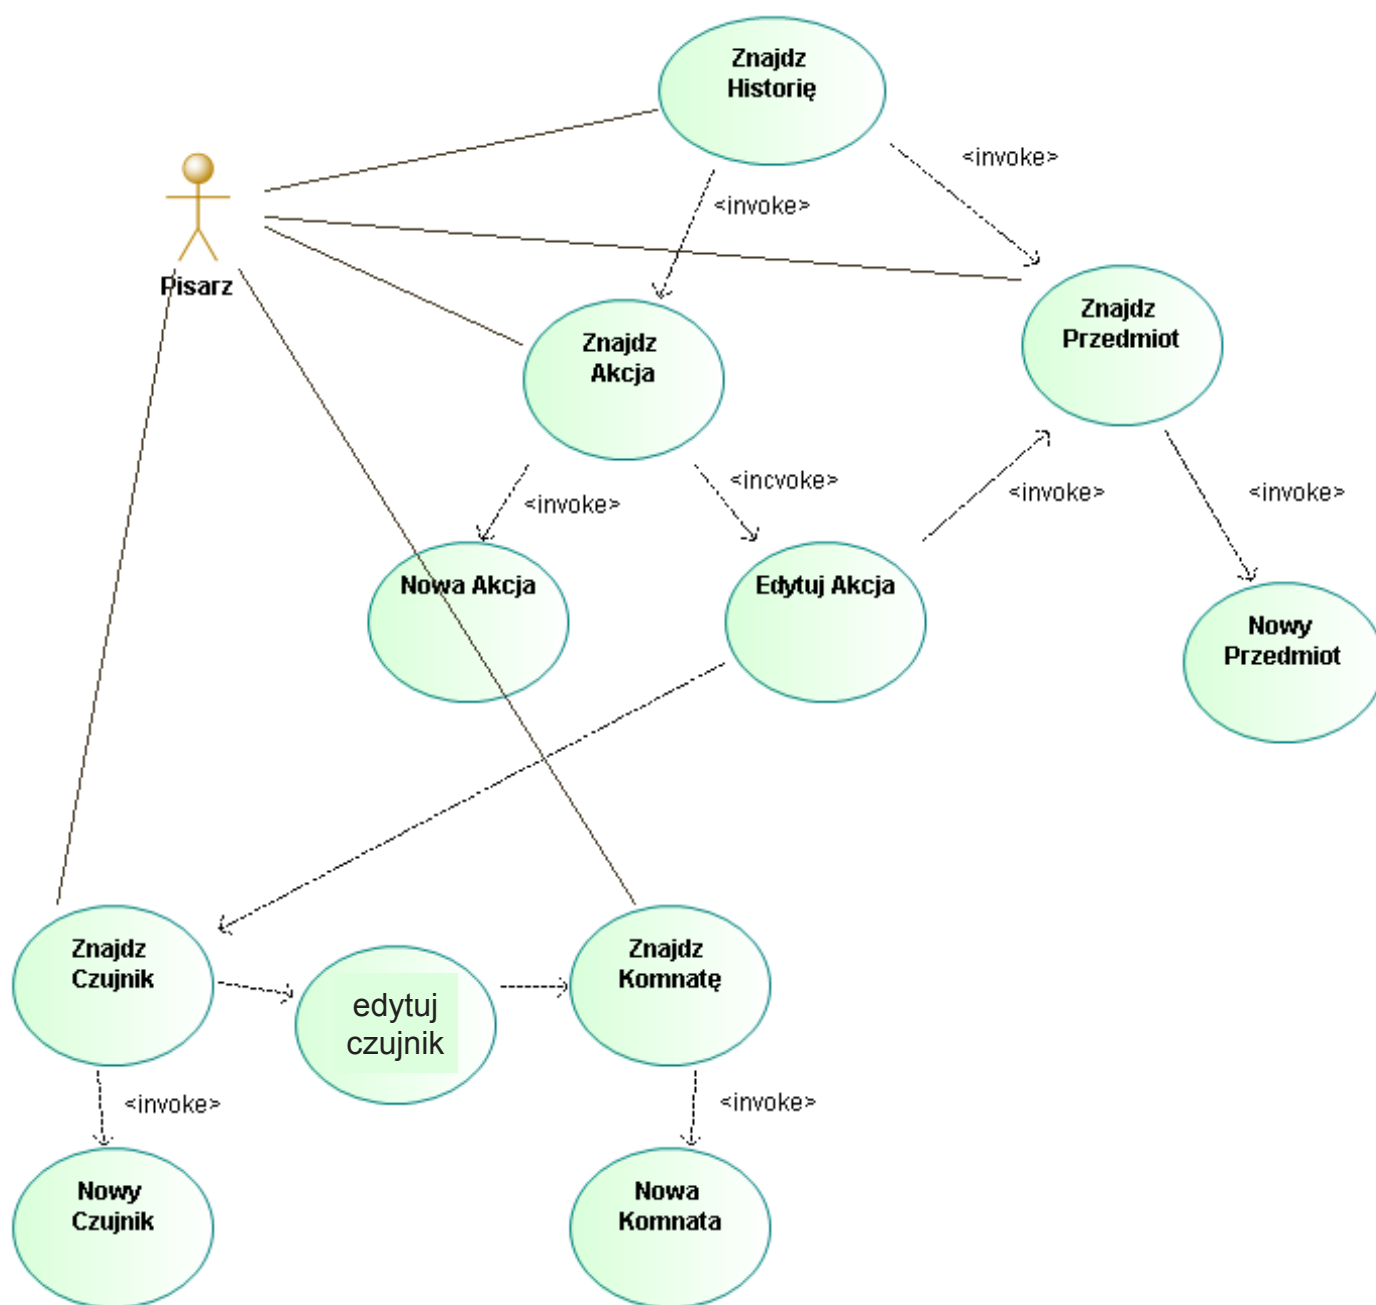 Znajdz
Historię
<invoke>
<invoke>
Pisarz
Znajdz
Akcja
Znajdz
Przedmiot
<invoke>
<incvoke>
<invoke>
<invoke>
Nowa Akcja
Edytuj Akcja
Nowy
Przedmiot
Znajdz
Czujnik
edytuj
czujnik
Znajdz
Komnatę
<invoke>
<invoke>
Nowy
Czujnik
Nowa
Komnata